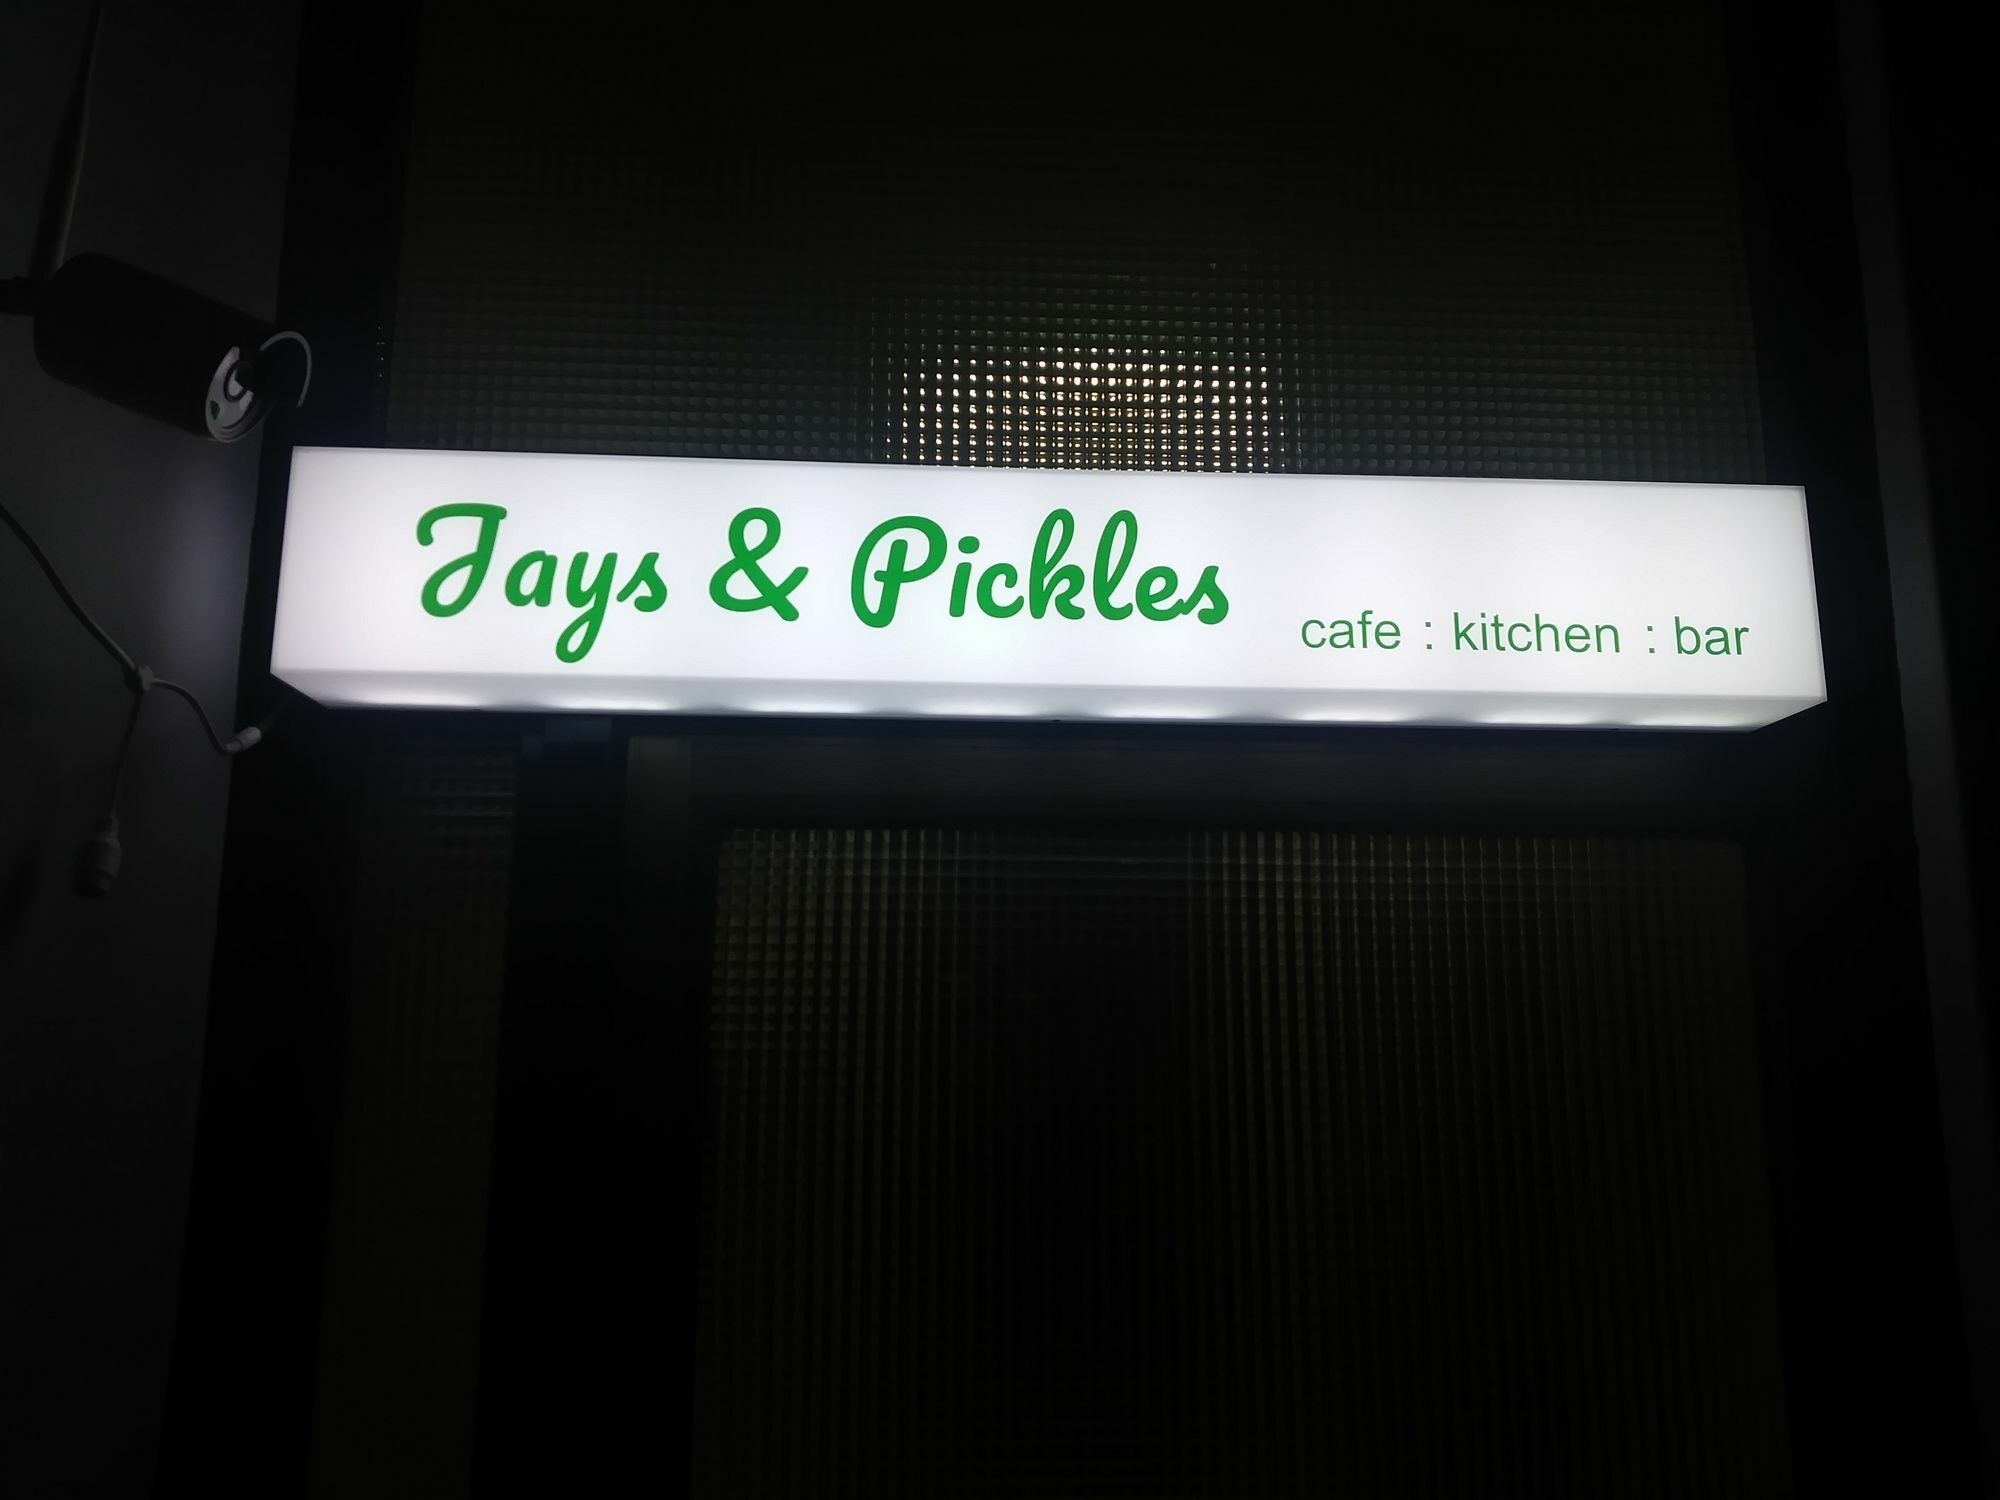 Jays & Pickles
cafe : kitchen : bar